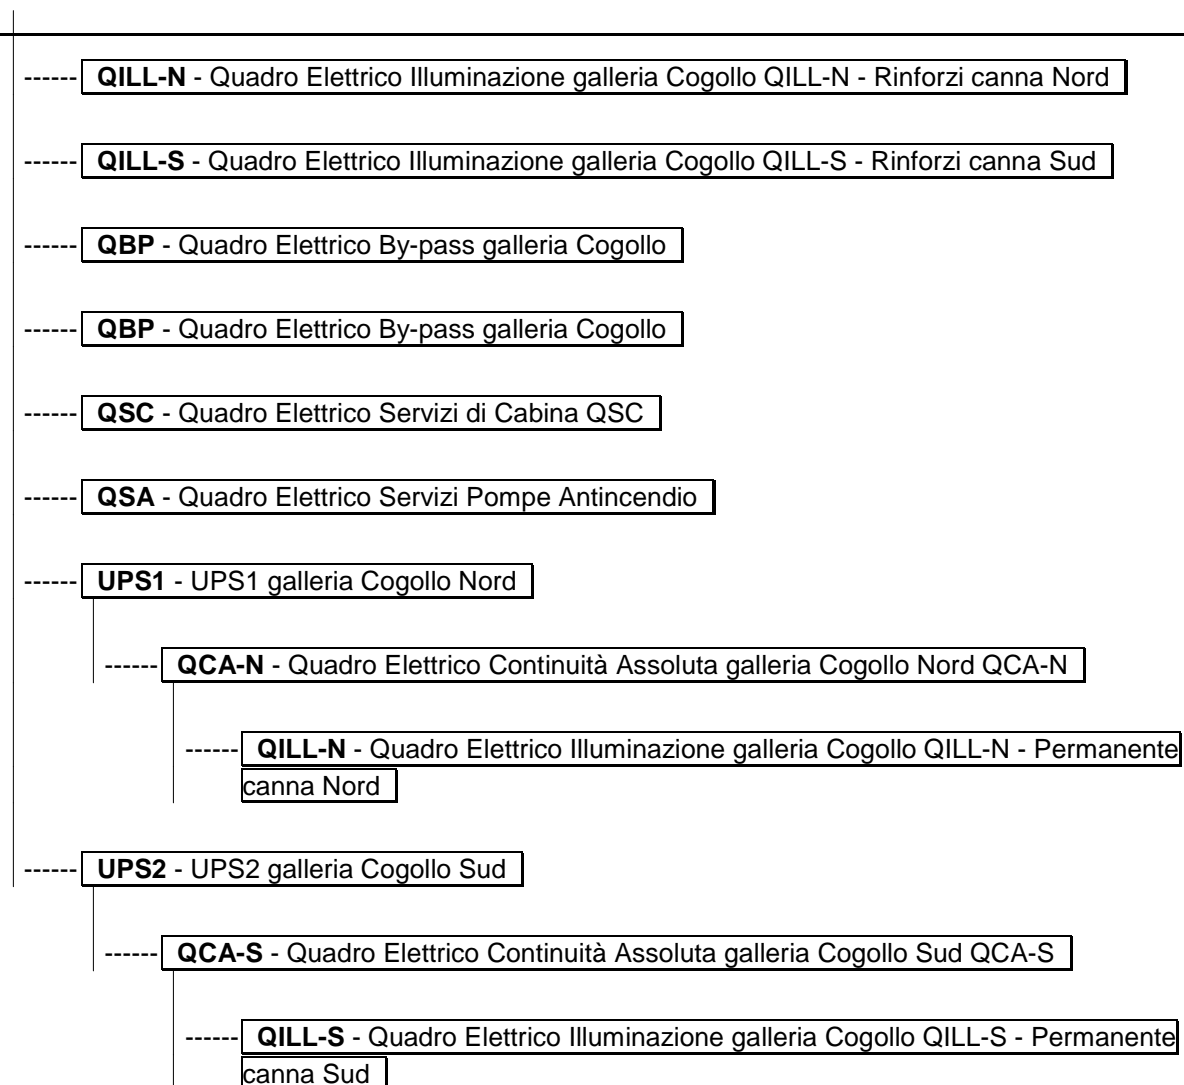 ------ QILL-N - Quadro Elettrico Illuminazione galleria Cogollo QILL-N - Rinforzi canna Nord
------ QILL-S - Quadro Elettrico Illuminazione galleria Cogollo QILL-S - Rinforzi canna Sud
------ QBP - Quadro Elettrico By-pass galleria Cogollo
------ QBP - Quadro Elettrico By-pass galleria Cogollo
------ QSC - Quadro Elettrico Servizi di Cabina QSC
------ QSA - Quadro Elettrico Servizi Pompe Antincendio
------ UPS1 - UPS1 galleria Cogollo Nord
------ QCA-N - Quadro Elettrico Continuità Assoluta galleria Cogollo Nord QCA-N
------ QILL-N - Quadro Elettrico Illuminazione galleria Cogollo QILL-N - Permanente
canna Nord
------ UPS2 - UPS2 galleria Cogollo Sud
------ QCA-S - Quadro Elettrico Continuità Assoluta galleria Cogollo Sud QCA-S
------ QILL-S - Quadro Elettrico Illuminazione galleria Cogollo QILL-S - Permanente
canna Sud